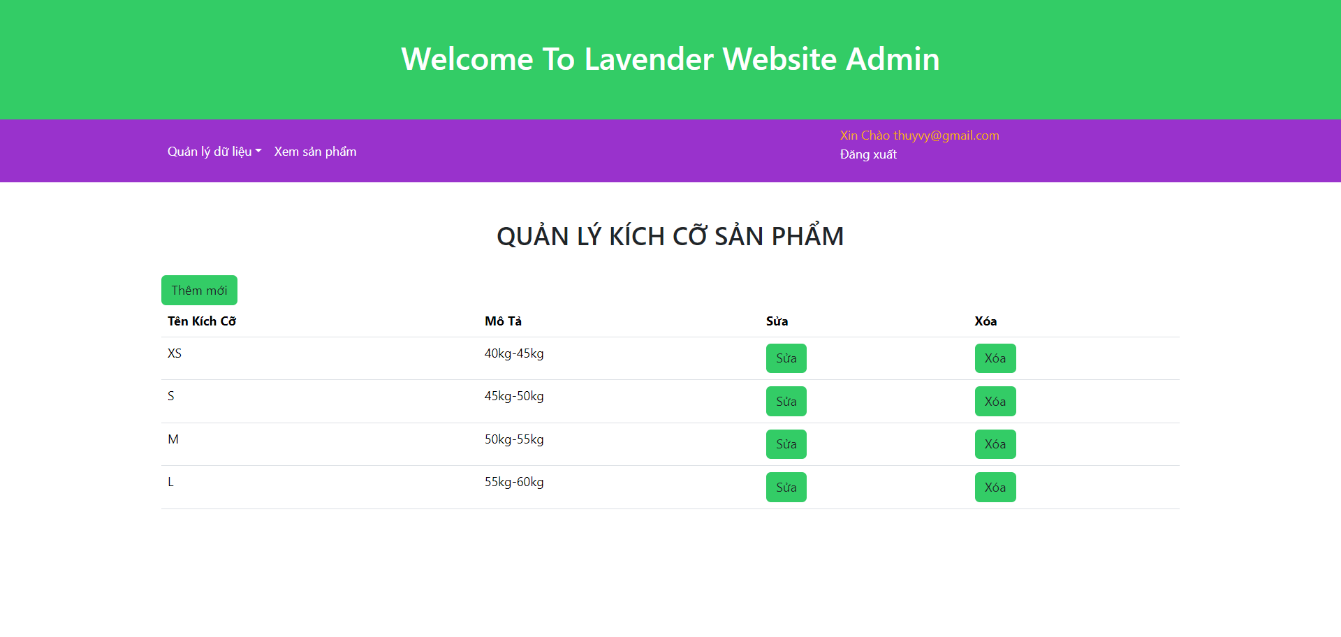 Welcome To Lavender Website Admin
Quản lý dữ liệu Xem sản phẩm
Xin Chào thuyvy@gmail.com
Đăng xuất
QUẢN LÝ KÍCH CỠ SẢN PHẨM
Thêm mới
Tên Kích Cỡ Mô Tả Sửa Xóa
XS 40kg-45kg Sửa Xóa
S 45kg-50kg Sửa Xóa
M 50kg-55kg Sửa Xóa
L 55kg-60kg Sửa Xóa